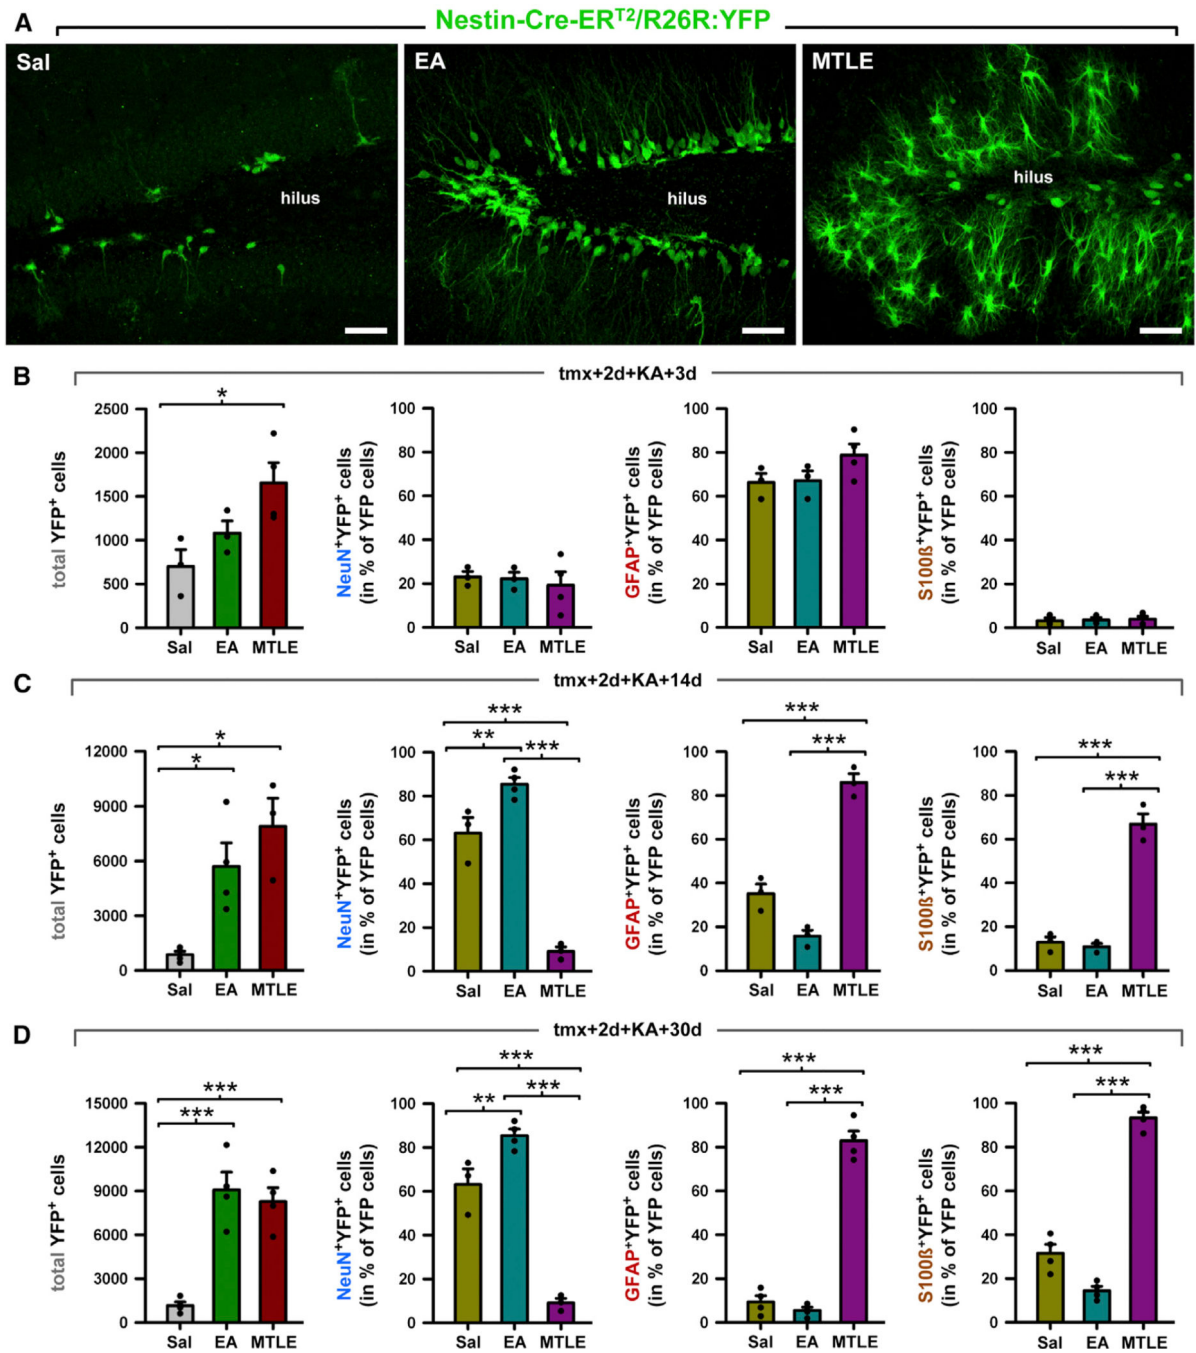 A
Nestin-Cre-ERT2/R26R:YFP
Sal
EA
MTLE
hilus
hilus
hilus
B
tmx+2d+KA+3d
total YFP+ cells
2500
2000
1500
1000
500
0
*
Sal EA MTLE
NeuN+YFP+ cells
(in % of YFP cells)
100
80
60
40
20
0
Sal EA MTLE
GFAP+YFP+ cells
(in % of YFP cells)
100
80
60
40
20
0
Sal EA MTLE
S100ß+YFP+ cells
(in % of YFP cells)
100
80
60
40
20
0
Sal EA MTLE
C
tmx+2d+KA+14d
total YFP+ cells
12000
9000
6000
3000
0
*
*
Sal EA MTLE
NeuN+YFP+ cells
(in % of YFP cells)
100
80
60
40
20
0
***
** ***
Sal EA MTLE
GFAP+YFP+ cells
(in % of YFP cells)
100
80
60
40
20
0
***
***
Sal EA MTLE
S100ß+YFP+ cells
(in % of YFP cells)
100
80
60
40
20
0
***
***
Sal EA MTLE
D
tmx+2d+KA+30d
total YFP+ cells
15000
12000
9000
6000
3000
0
***
***
Sal EA MTLE
NeuN+YFP+ cells
(in % of YFP cells)
100
80
60
40
20
0
***
** ***
Sal EA MTLE
GFAP+YFP+ cells
(in % of YFP cells)
100
80
60
40
20
0
***
***
Sal EA MTLE
S100ß+YFP+ cells
(in % of YFP cells)
100
80
60
40
20
0
***
***
Sal EA MTLE